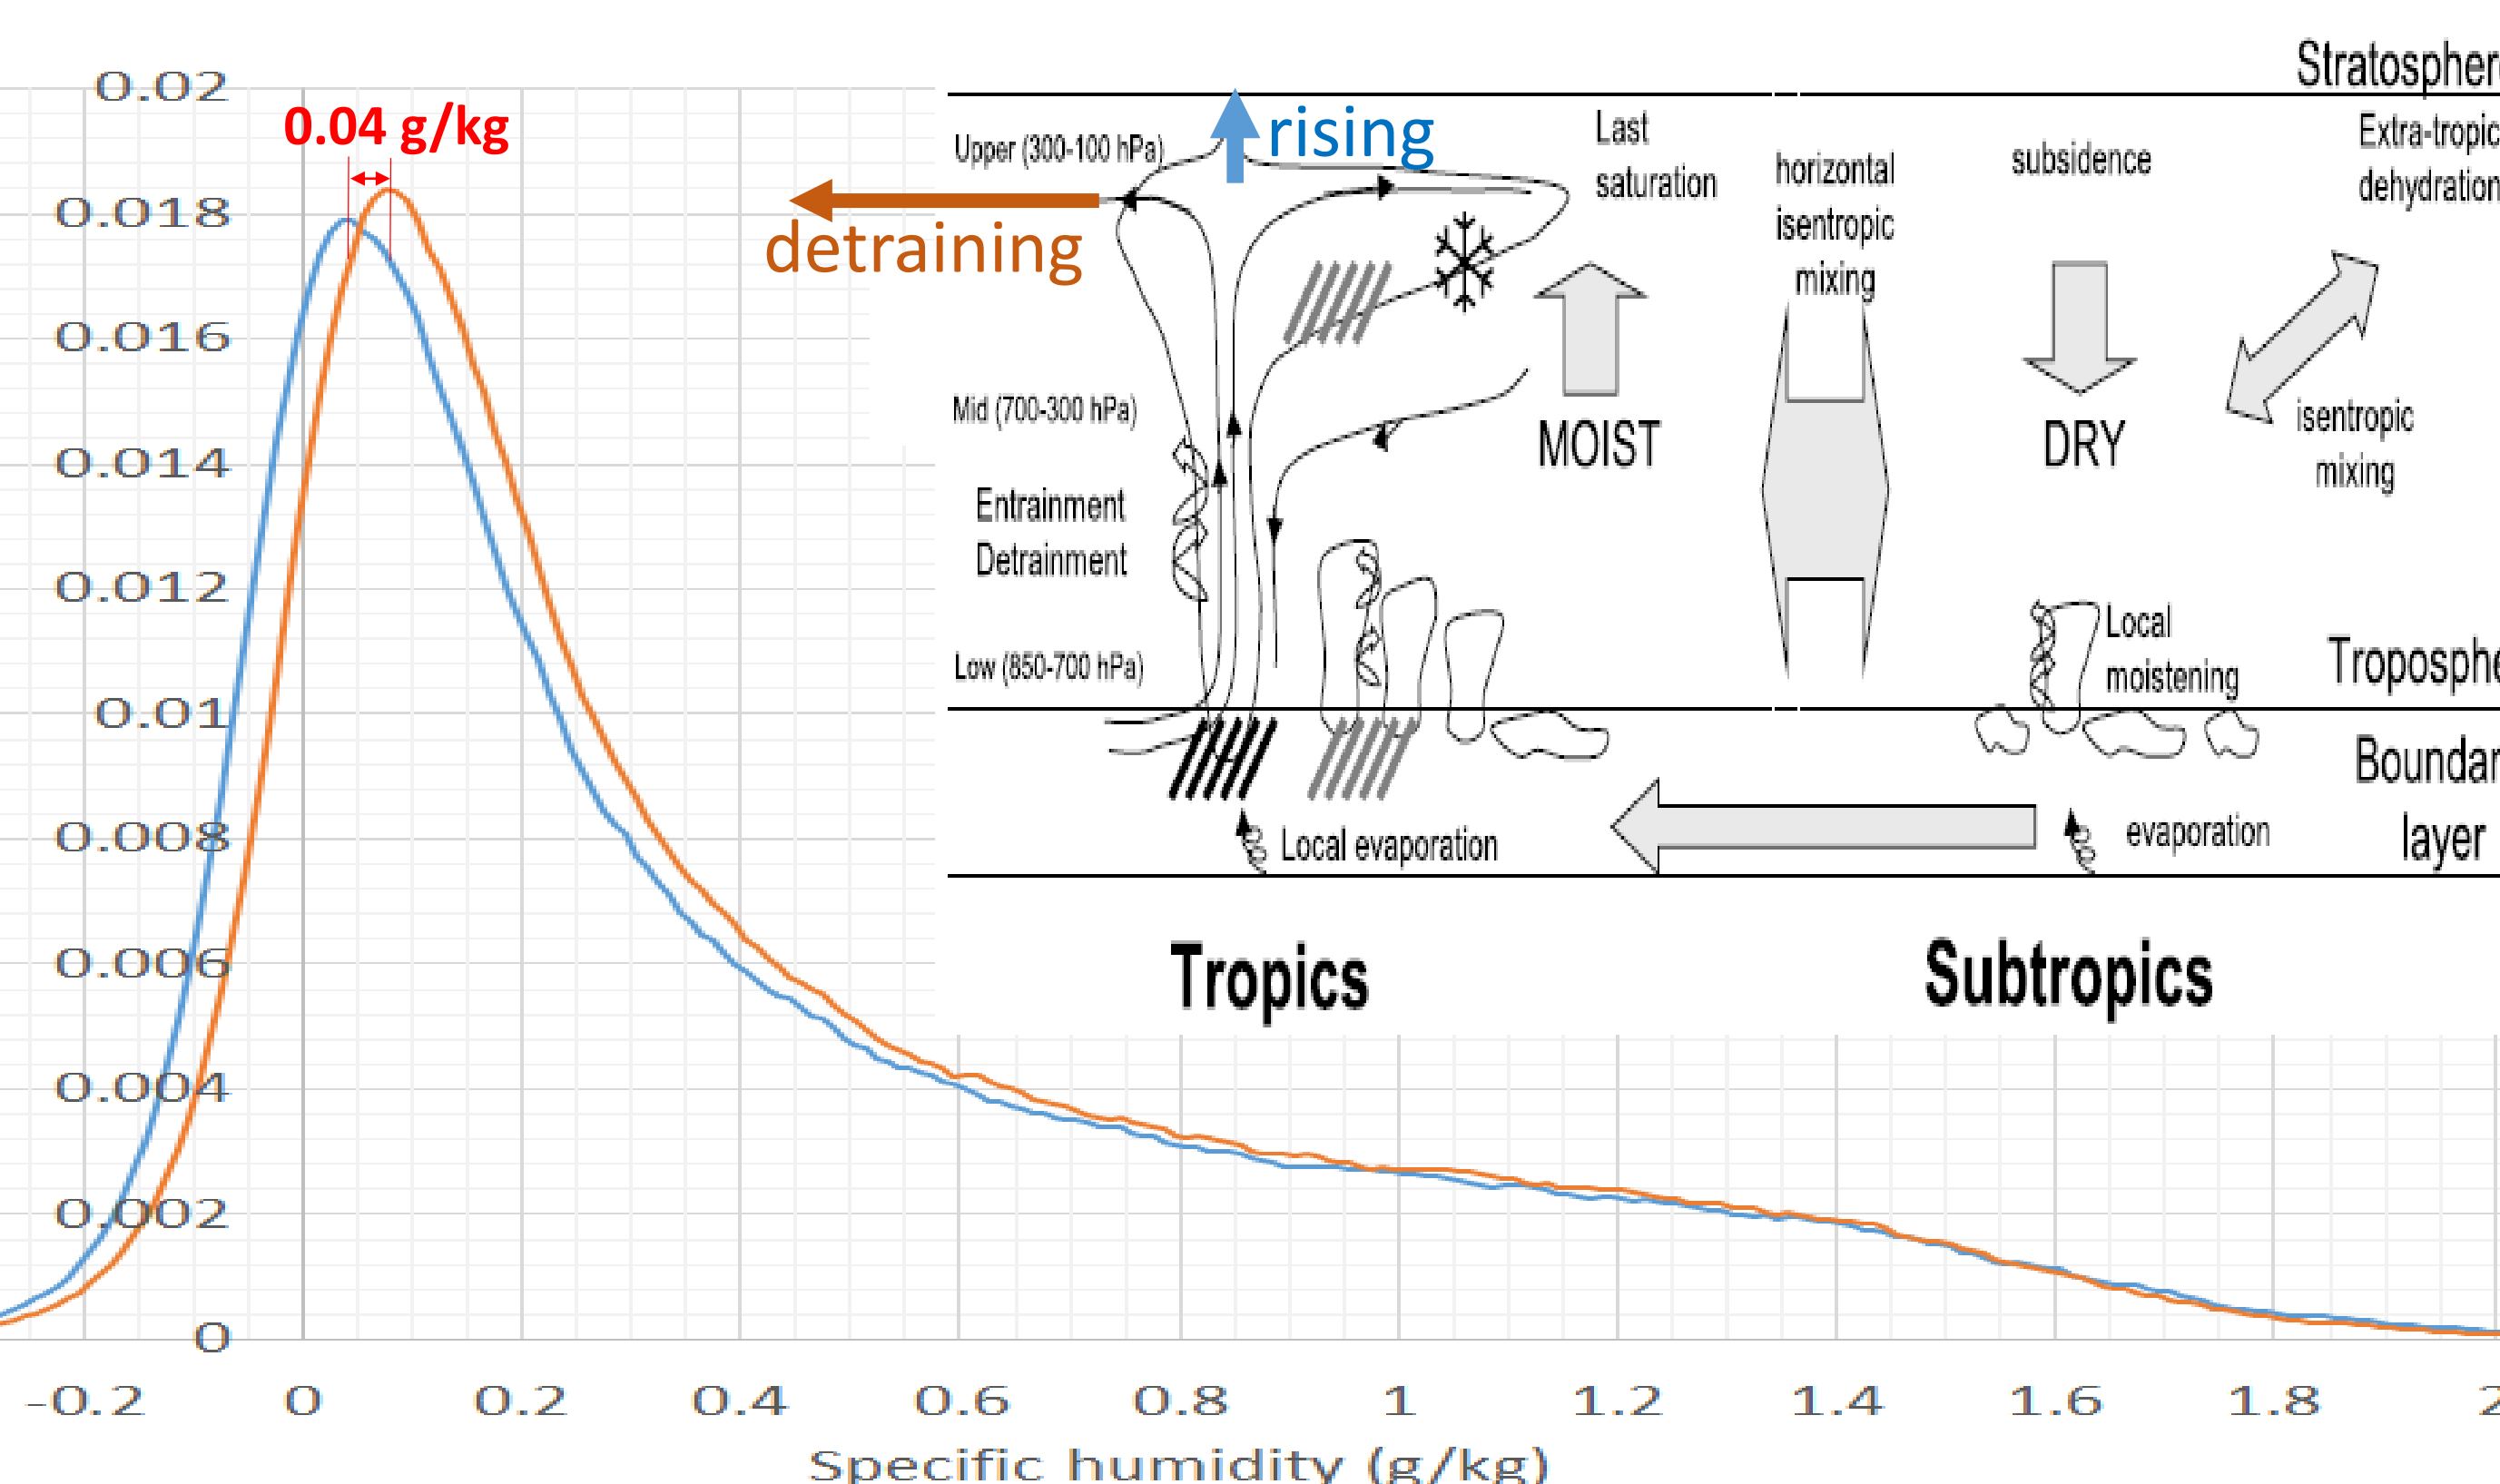 0.02
0.018
0.016
0.014
0.012
0.01
0.008
0.006
0.004
0.002
0
0.04 g/kg
detraining
rising
Stratosphere
Upper (300-100 hPa)
Last
saturation
horizontal
isentropic
mixing
subsidence
Extra-tropic
dehydration
Mid (700-300 hPa)
MOIST
DRY
isentropic
mixing
Entrainment
Detrainment
Low (850-700 hPa)
Local
moistening
Troposphe
Boundar
layer
Local evaporation
evaporation
Tropics
Subtropics
-0.2 0 0.2 0.4 0.6 0.8 1 1.2 1.4 1.6 1.8 2
Specific humidity (g/kg)